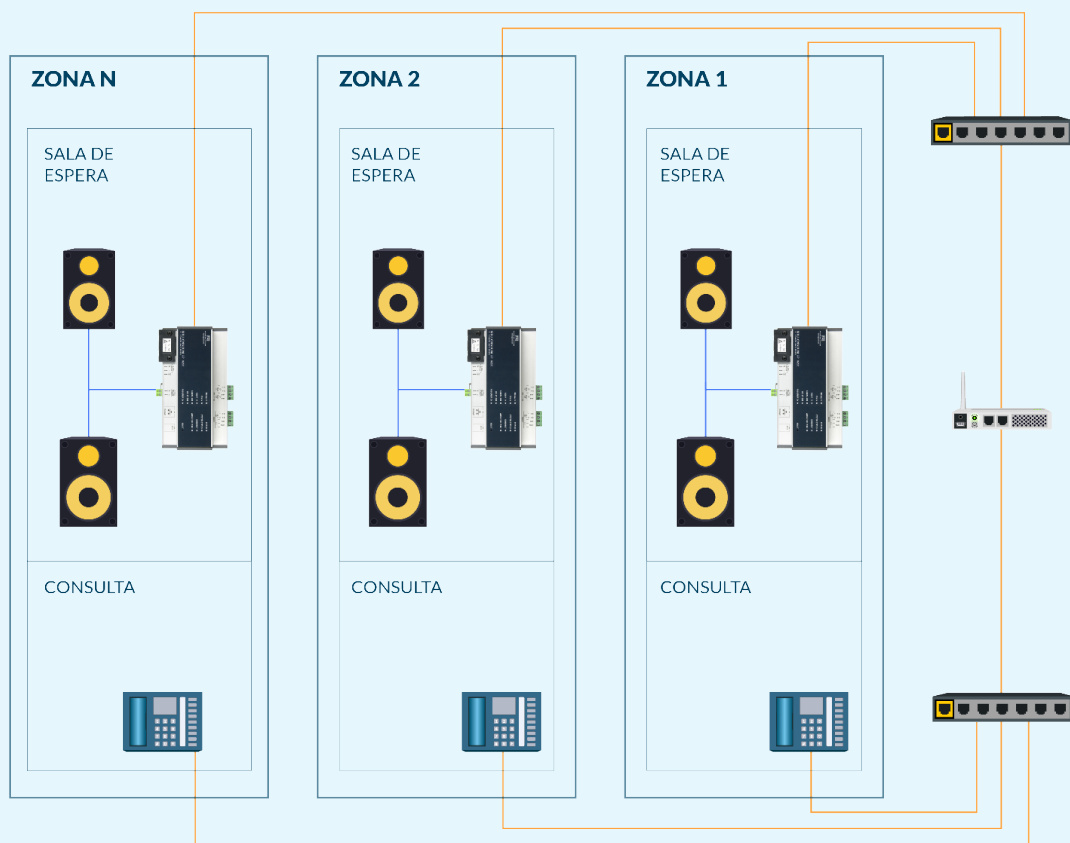 ZONA N
SALA DE
ESPERA
CONSULTA
ZONA 2
SALA DE
ESPERA
CONSULTA
ZONA 1
SALA DE
ESPERA
CONSULTA